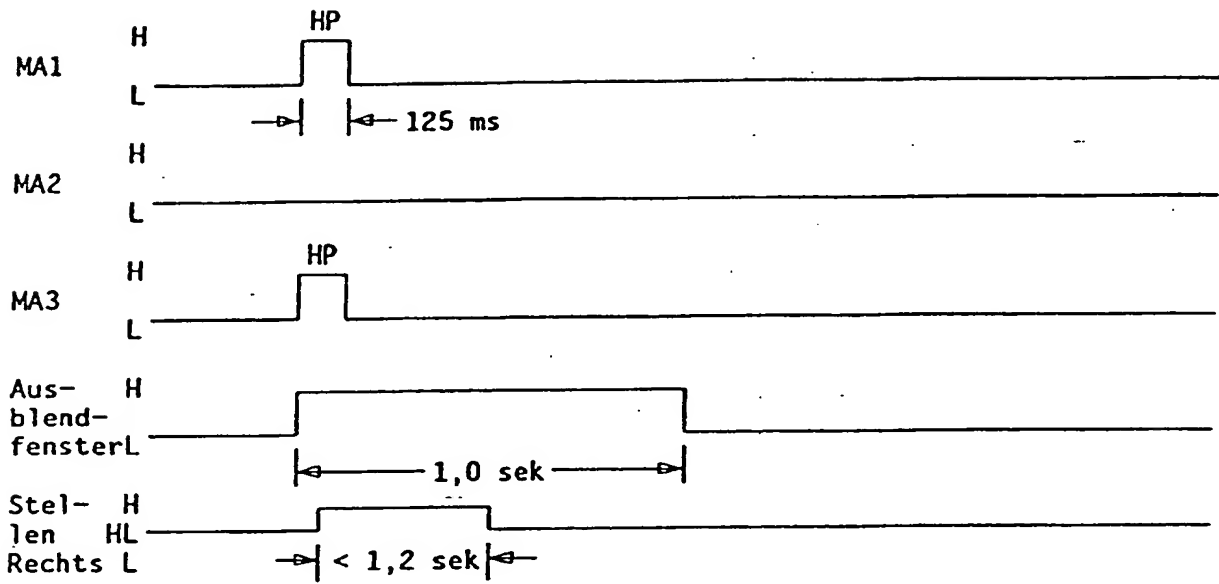 HP
H
MA1
L
125 ms
H
MA2
L
HP
H
MA3
L
Aus- H
blend-
fensterL
1,0 sek
Stel- H
len HL
Rechts L
< 1,2 sek